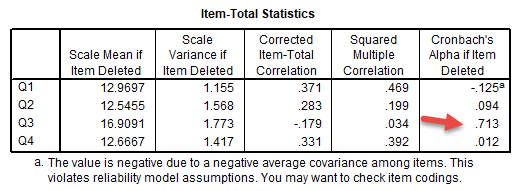 Item-Total Statistics
Scale Mean if Item Deleted Scale Variance if Item Deleted Corrected Item-Total Correlation Squared Multiple Correlation Cronbach's Alpha if Item Deleted
Q1 12.9697 1.155 .371 .469 -.125a
Q2 12.5455 1.568 .283 .199 .094
Q3 16.9091 1.773 -.179 .034 .713
Q4 12.6667 1.417 .331 .392 .012
a. The value is negative due to a negative average covariance among items. This
violates reliability model assumptions. You may want to check item codings.